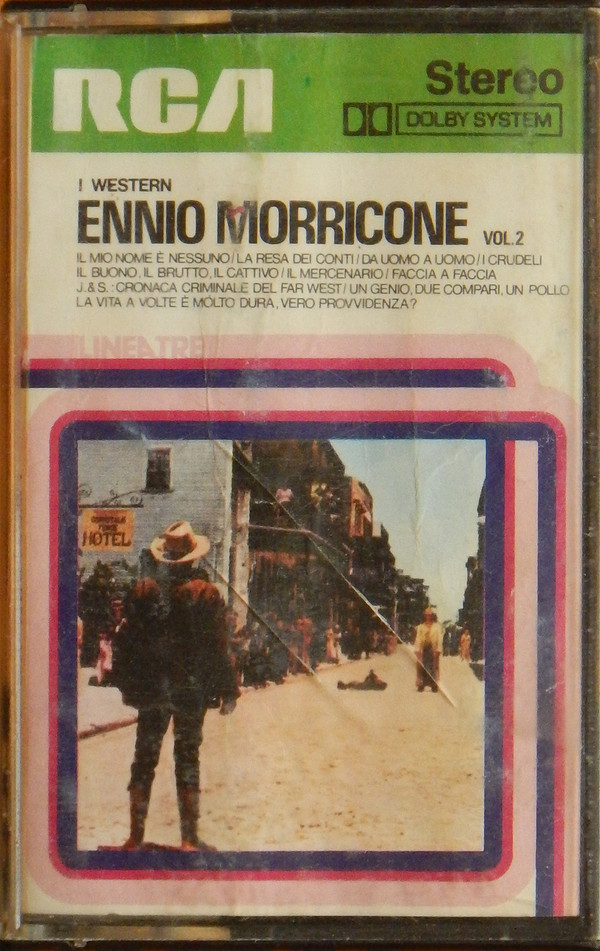 RCA
Stereo
DOLBY SYSTEM
I WESTERN
ENNIO MORRICONE VOL.2
IL MIO NOME È NESSUNO/LA RESA DEI CONTI/DA UOMO A UOMO/I CRUDELI
IL BUONO, IL BRUTTO, IL CATTIVO/IL MERCENARIO/FACCIA A FACCIA
J.&S.: CRONACA CRIMINALE DEL FAR WEST/UN GENIO, DUE COMPARI, UN POLLO
LA VITA A VOLTE È MOLTO DURA, VERO PROVVIDENZA?
LINEATRE
HOTEL